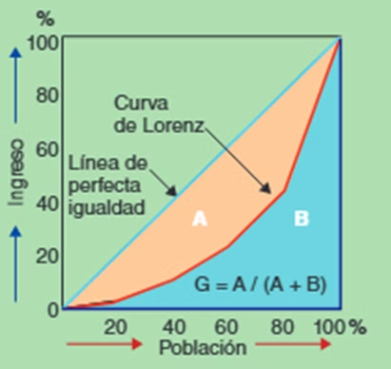 %
100
80
60
40
20
0
Ingreso
Curva
de Lorenz
Línea de
perfecta
igualdad
A
B
G = A / (A + B)
20 40 60 80 100 %
Población